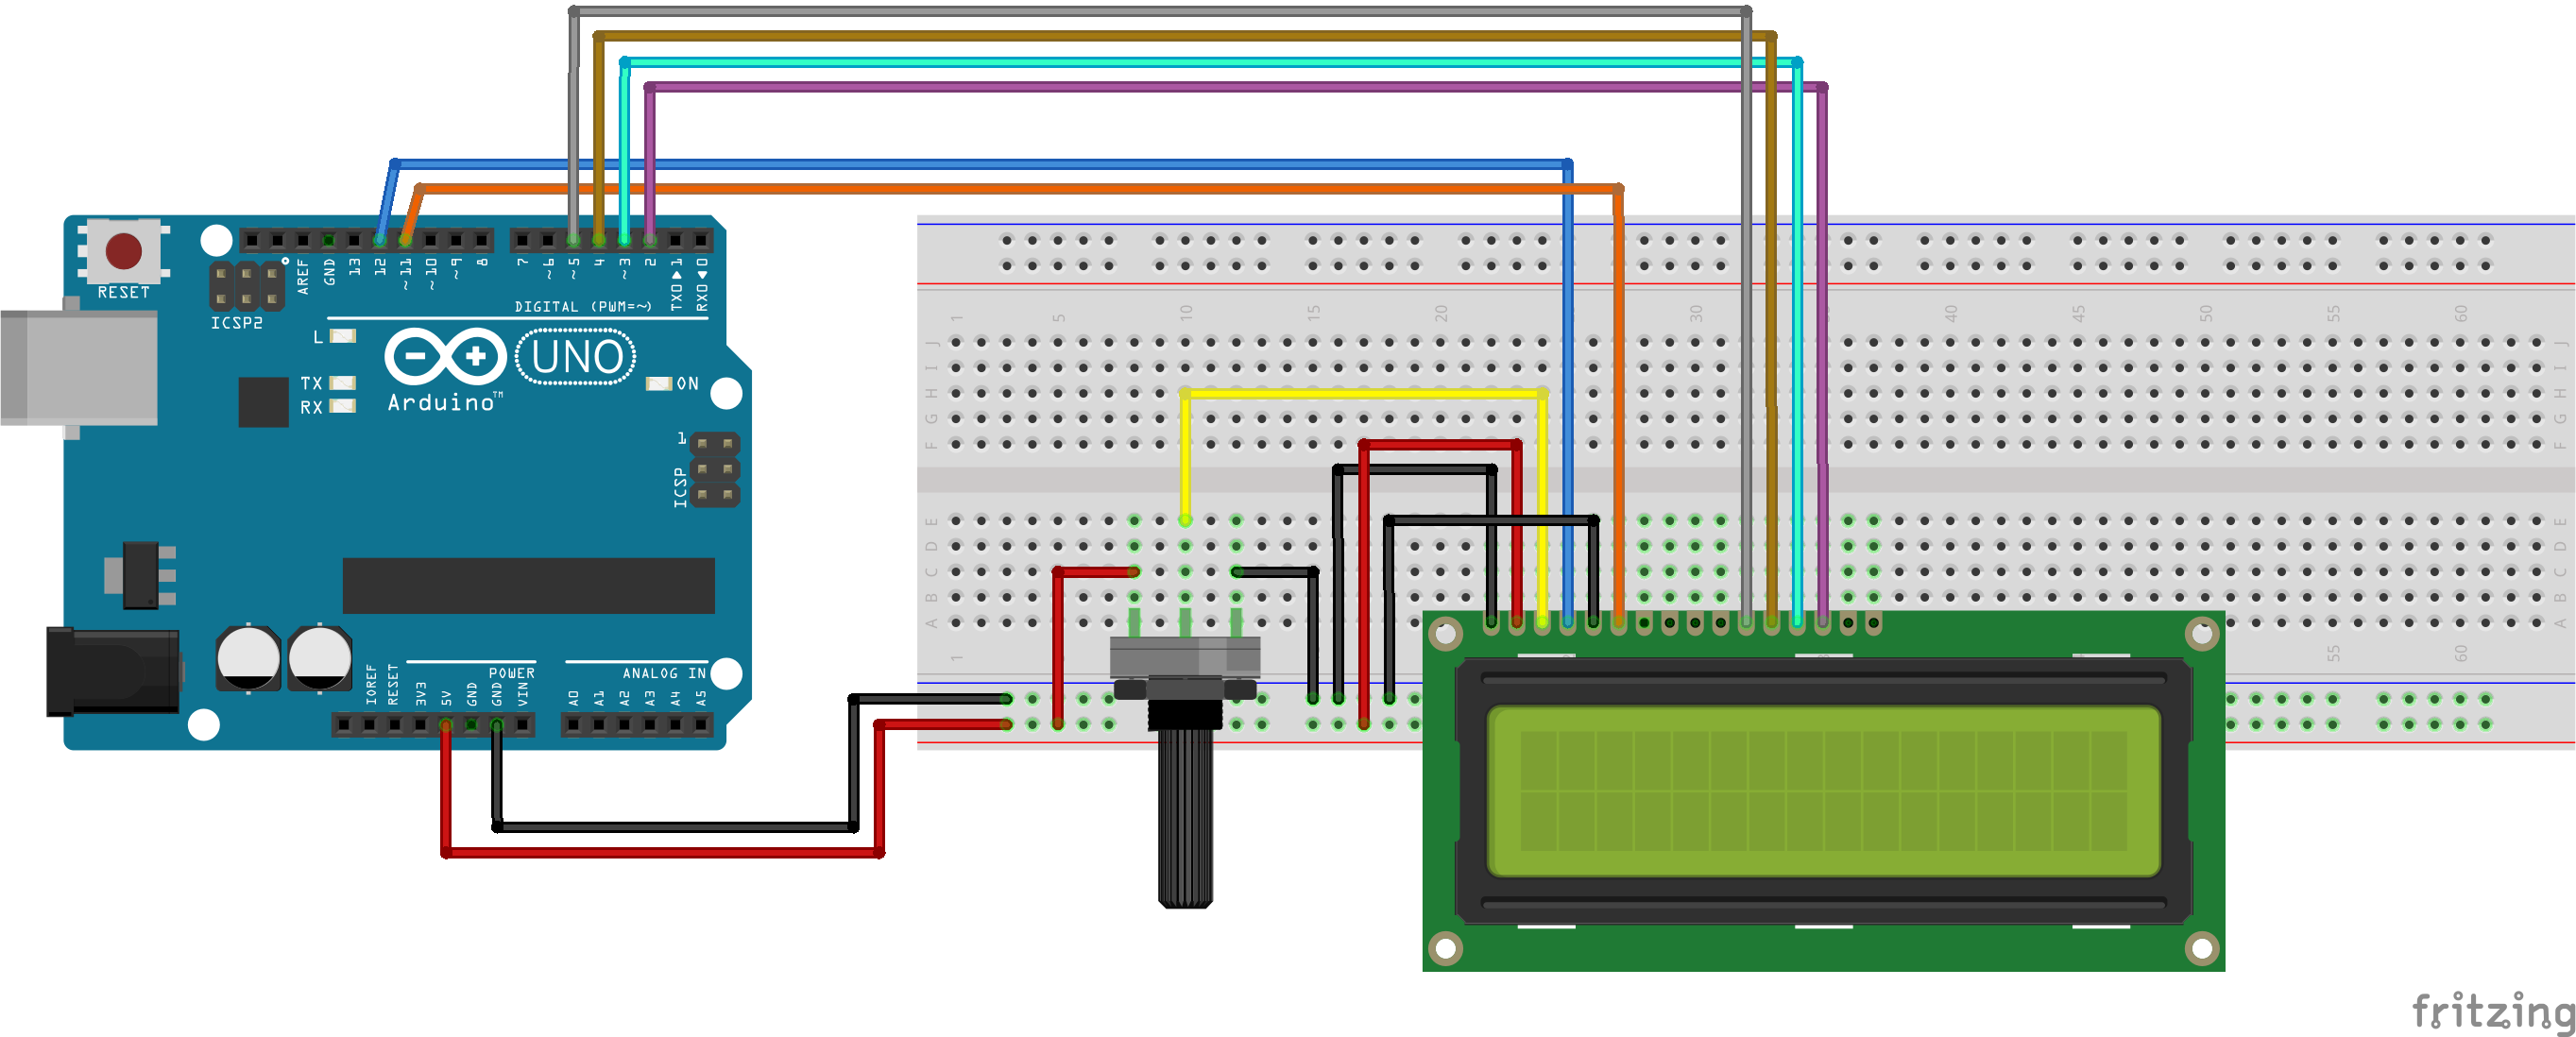 RESET
ICSP2
AREF
GND
13
12
~11
~10
~9
8
7
~6
~5
4
~3
2
TX0▶1
RX0◀0
DIGITAL (PWM=~)
L
TX
RX
Arduino™
UNO
ON
1
ICSP
IOREF
RESET
3V3
5V
GND
GND
VIN
POWER
ANALOG IN
A0
A1
A2
A3
A4
A5
1
5
10
15
20
30
40
45
50
55
60
J
I
H
G
F
E
D
C
B
A
J
I
H
G
F
E
D
C
B
A
1
55
60
fritzing